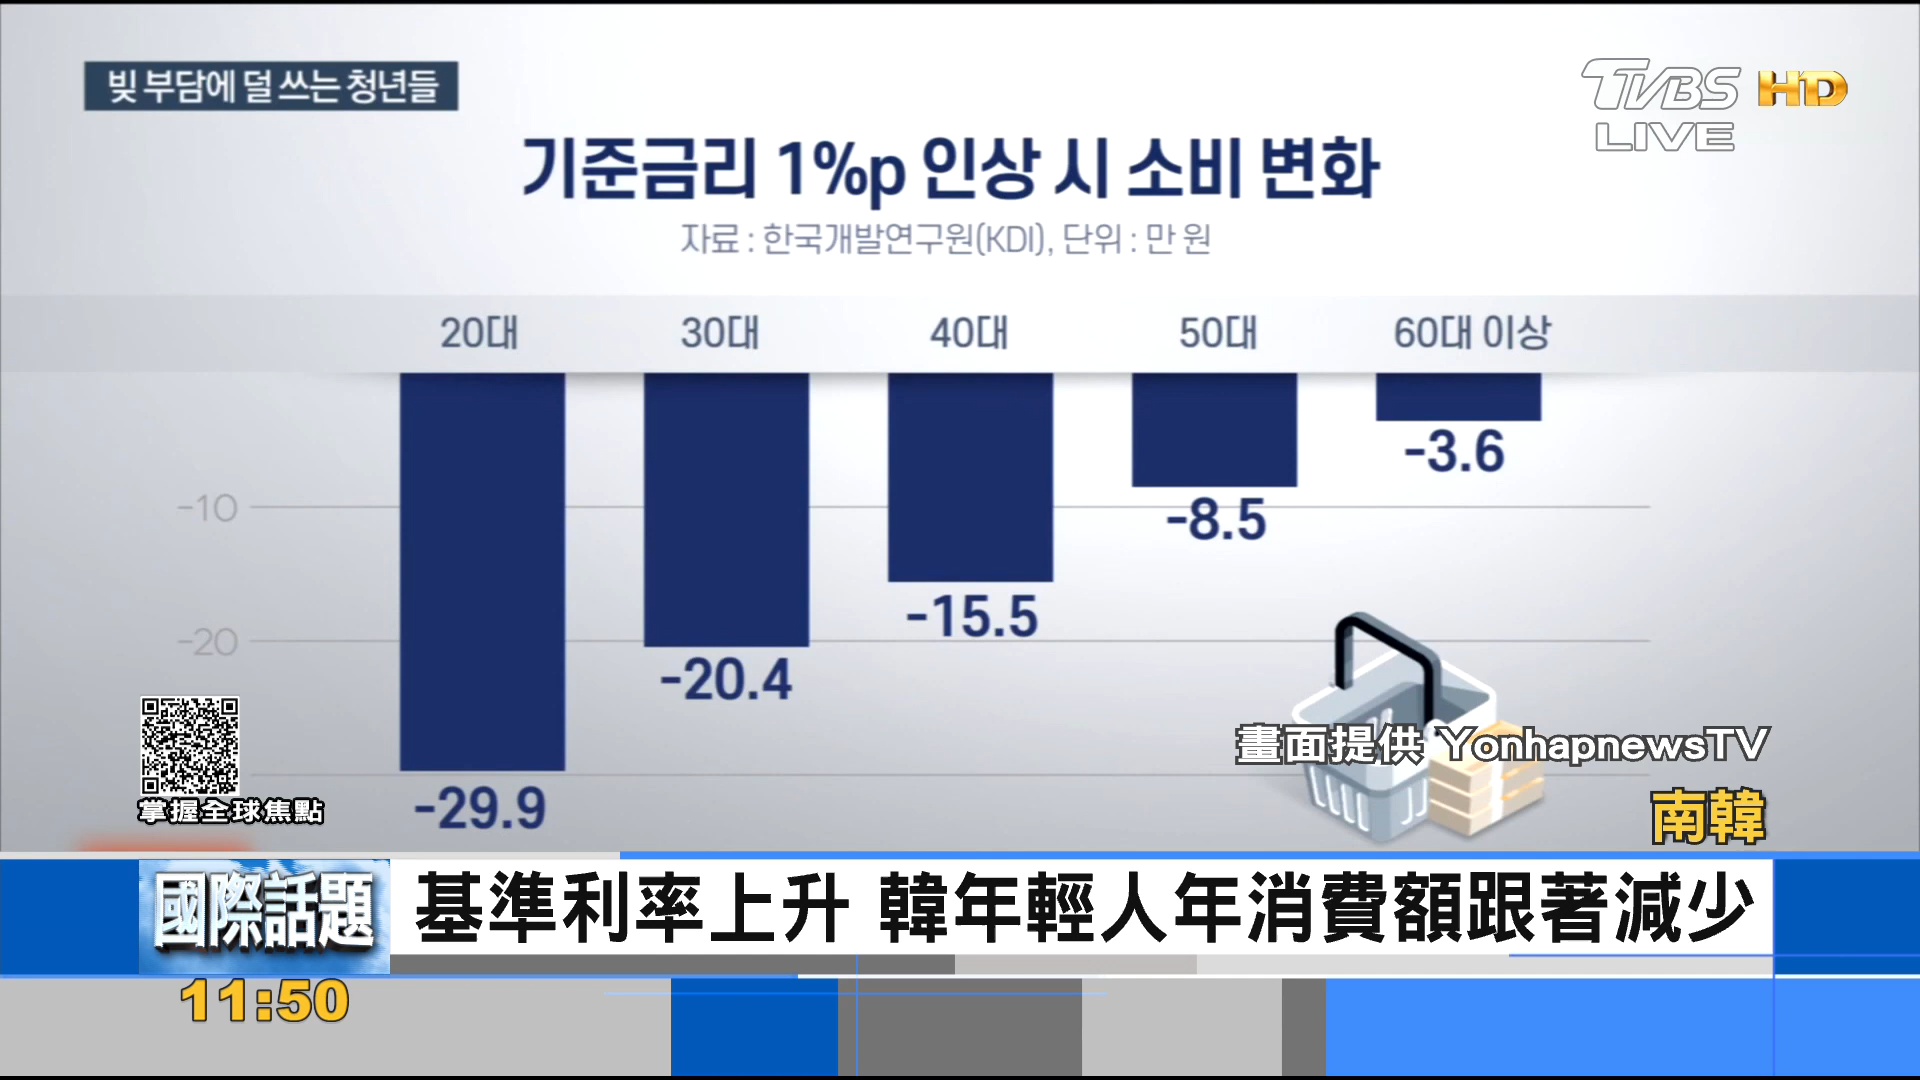 빚 부담에 덜 쓰는 청년들
TVBS HD
LIVE
기준금리 1%p 인상 시 소비 변화
자료 : 한국개발연구원(KDI), 단위 : 만 원
20대 30대 40대 50대 60대 이상
-3.6
-10
-8.5
-15.5
-20
-20.4
-29.9
畫面提供 YonhapnewsTV
掌握全球焦點
南韓
國際話題
基準利率上升 韓年輕人年消費額跟著減少
11:50